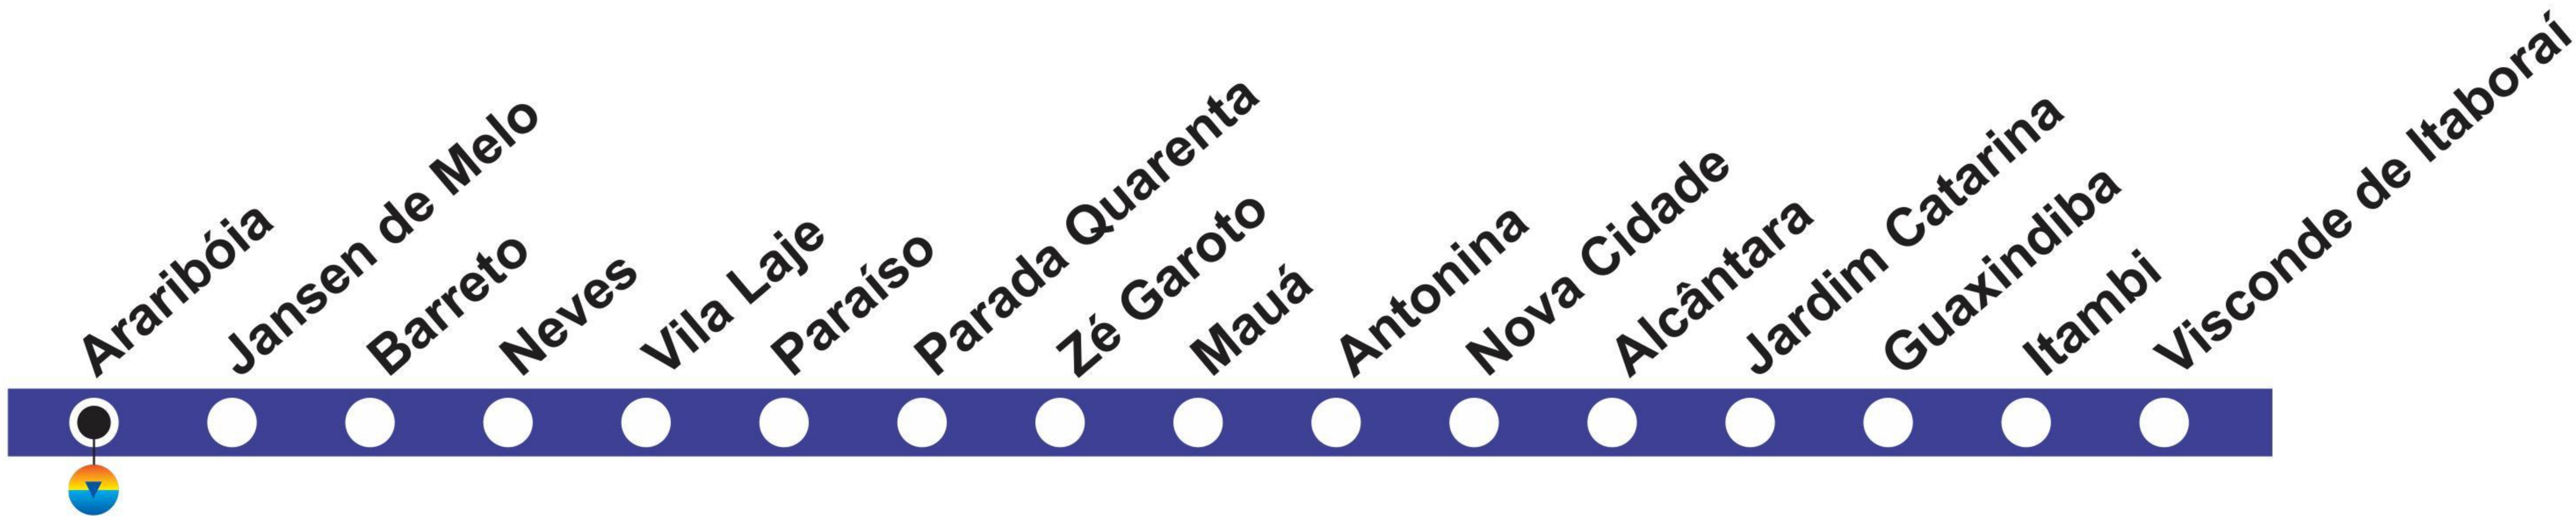 Araribóia
Jansen de Melo
Barreto
Neves
Vila Laje
Paraíso
Parada Quarenta
Zé Garoto
Mauá
Antonina
Nova Cidade
Alcântara
Jardim Catarina
Guaxindiba
Itambi
Visconde de Itaboraí